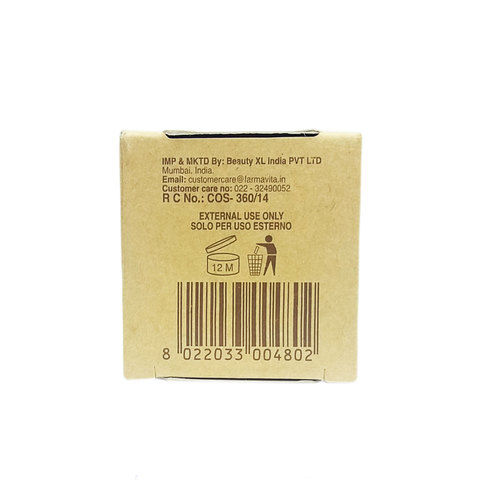 IMP & MKTD By: Beauty XL India PVT LTD
Mumbai. India.
Email: customercare@farmavita.in
Customer care no: 022 - 32490052
R C No.: COS- 360/14
EXTERNAL USE ONLY
SOLO PER USO ESTERNO
12 M
8 022033 004802